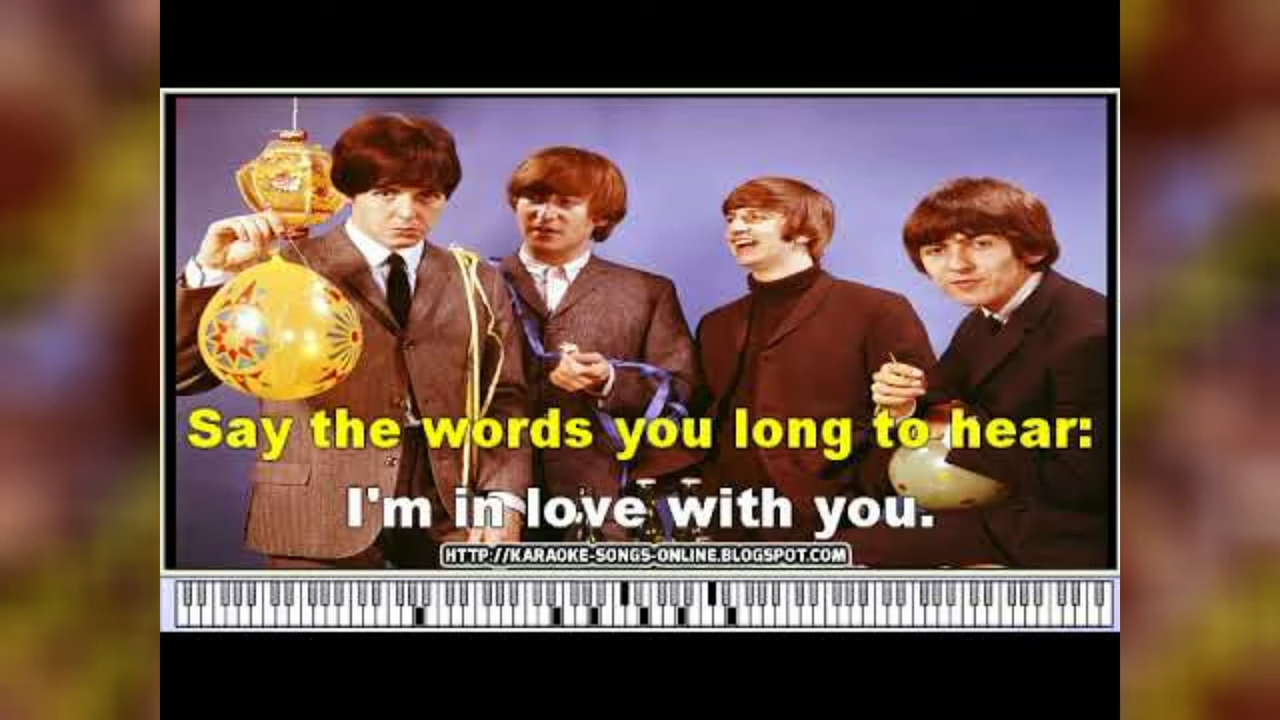 Say the words you long to hear:
I'm in love with you.
HTTP://KARAOKE-SONGS-ONLINE.BLOGSPOT.COM